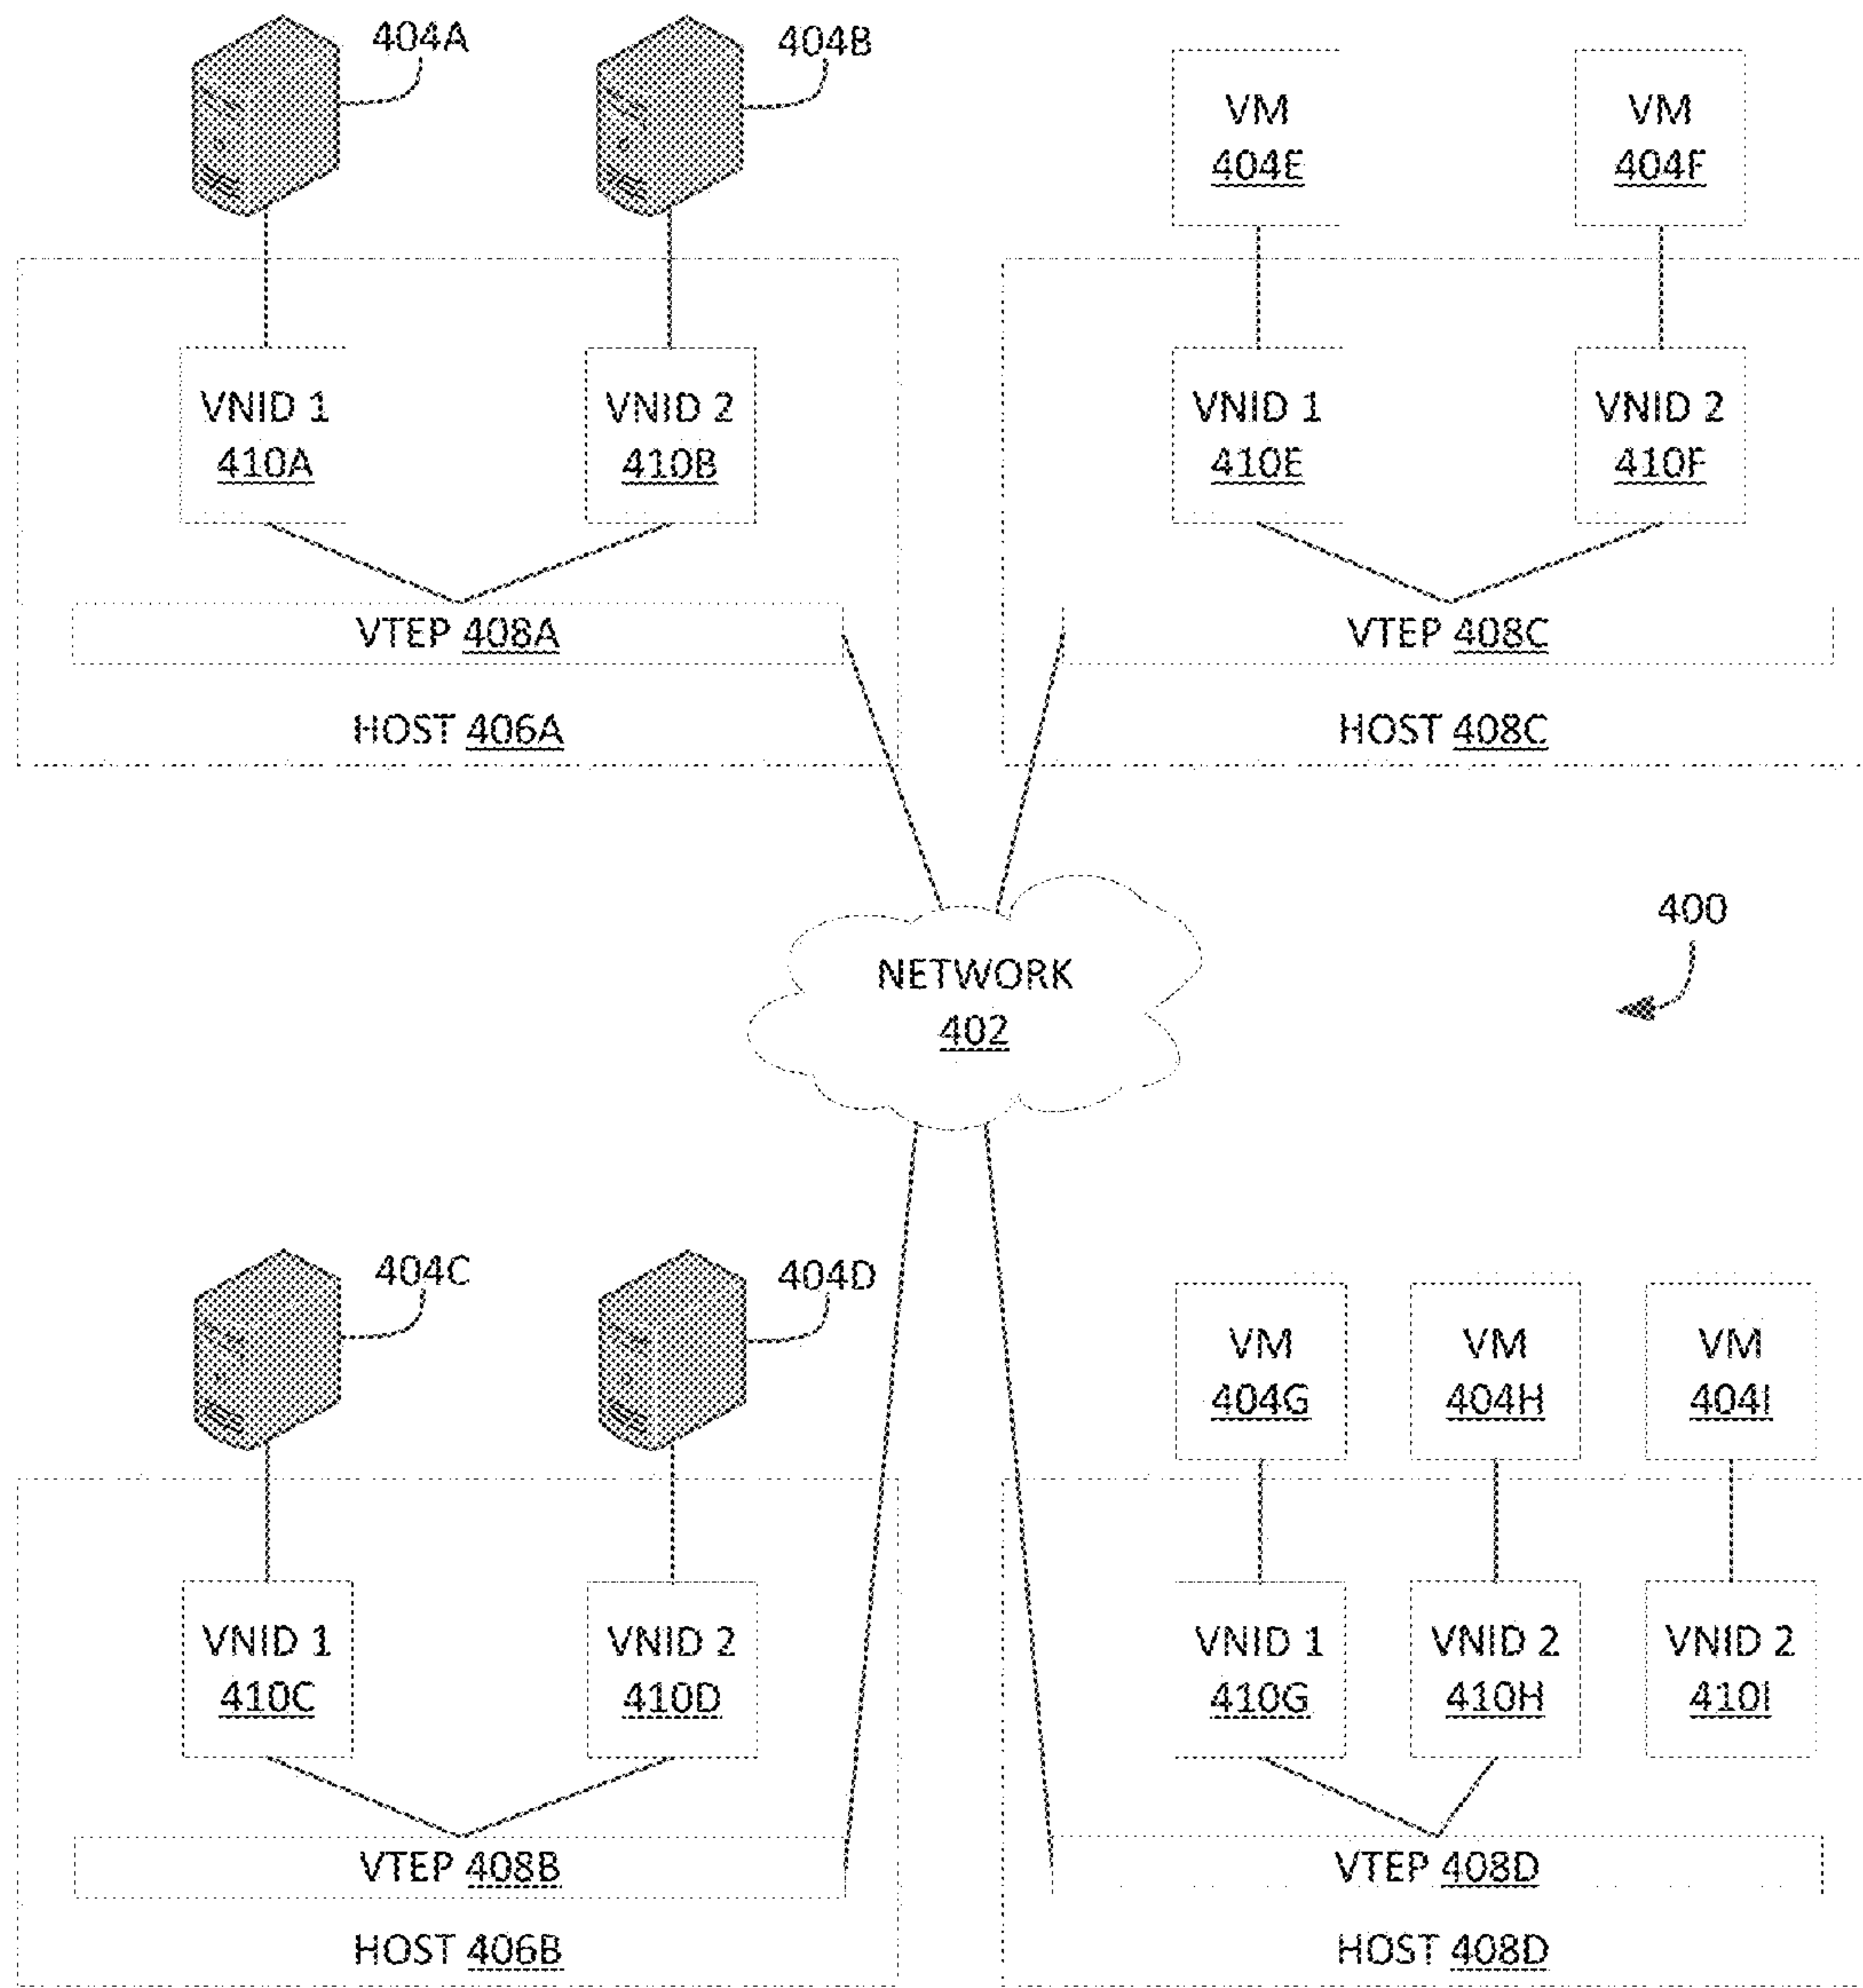 404A
404B
VM
404E
VM
404F
VNID 1
410A
VNID 2
410B
VNID 1
410E
VNID 2
410F
VTEP 408A
VTEP 408C
HOST 406A
HOST 408C
400
NETWORK
402
404C
404D
VM
404G
VM
404H
VM
404I
VNID 1
410C
VNID 2
410D
VNID 1
410G
VNID 2
410H
VNID 2
410I
VTEP 408B
VTEP 408D
HOST 406B
HOST 408D